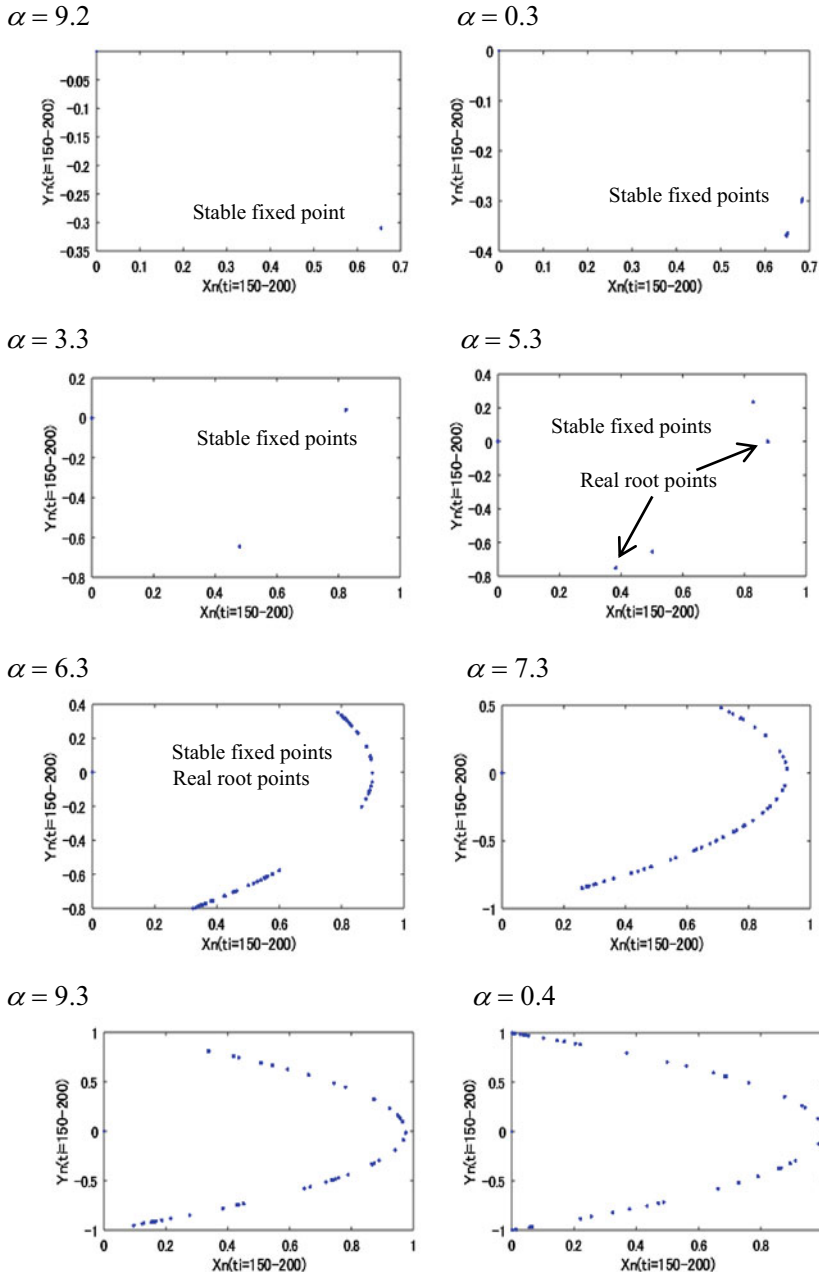 α = 9.2
α = 0.3
-0.05
-0.1
-0.15
-0.2
-0.25
-0.3
-0.35
Yn(ti=150-200)
Stable fixed point
0 0.1 0.2 0.3 0.4 0.5 0.6 0.7
Xn(ti=150-200)
0
-0.1
-0.2
-0.3
-0.4
Yn(ti=150-200)
Stable fixed points
0 0.1 0.2 0.3 0.4 0.5 0.6 0.7
Xn(ti=150-200)
α = 3.3
α = 5.3
0.2
0
-0.2
-0.4
-0.6
-0.8
Yn(ti=150-200)
Stable fixed points
0 0.2 0.4 0.6 0.8 1
Xn(ti=150-200)
0.4
0.2
0
-0.2
-0.4
-0.6
-0.8
Yn(ti=150-200)
Stable fixed points
Real root points
0 0.2 0.4 0.6 0.8 1
Xn(ti=150-200)
α = 6.3
α = 7.3
0.4
0.2
0
-0.2
-0.4
-0.6
-0.8
Yn(ti=150-200)
Stable fixed points
Real root points
0 0.2 0.4 0.6 0.8 1
Xn(ti=150-200)
0.5
0
-0.5
-1
Yn(ti=150-200)
0 0.2 0.4 0.6 0.8 1
Xn(ti=150-200)
α = 9.3
α = 0.4
1
0.5
0
-0.5
-1
Yn(ti=150-200)
0 0.2 0.4 0.6 0.8 1
Xn(ti=150-200)
1
0.5
0
-0.5
-1
Yn(ti=150-200)
0 0.2 0.4 0.6 0.8
Xn(ti=150-200)